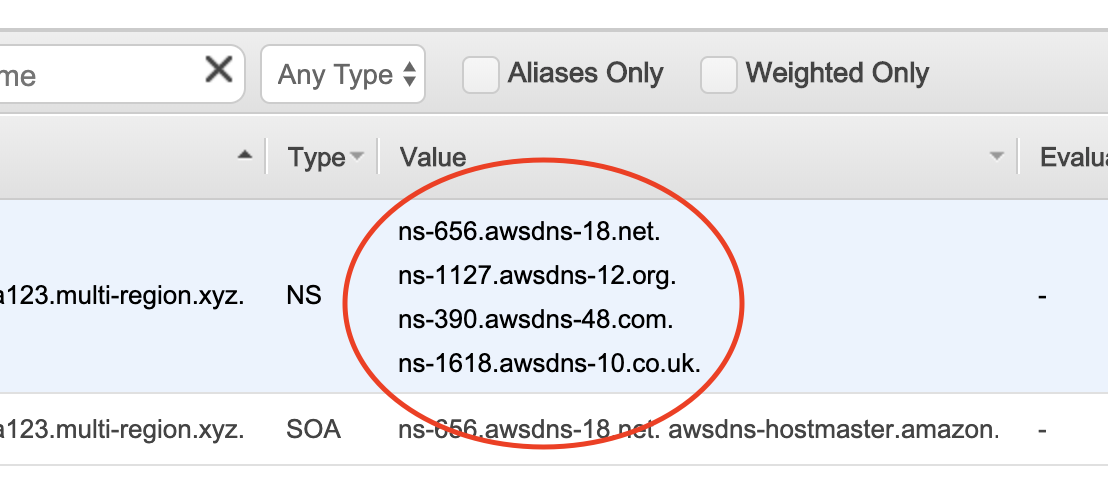 me Any Type Aliases Only Weighted Only
Type Value Evalua
a123.multi-region.xyz. NS ns-656.awsdns-18.net.
ns-1127.awsdns-12.org.
ns-390.awsdns-48.com.
ns-1618.awsdns-10.co.uk.
-
a123.multi-region.xyz. SOA ns-656.awsdns-18.net. awsdns-hostmaster.amazon. -